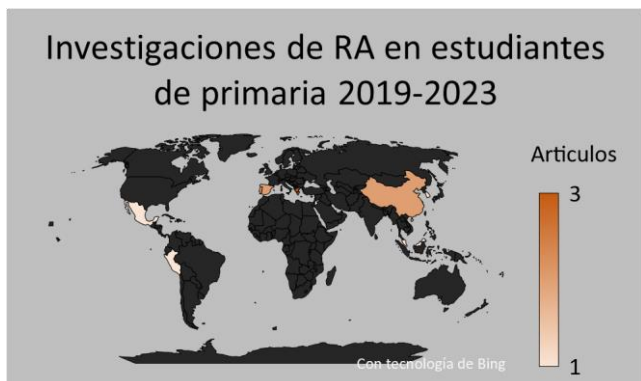 Investigaciones de RA en estudiantes
de primaria 2019-2023
Artículos
3
1
Con tecnología de Bing